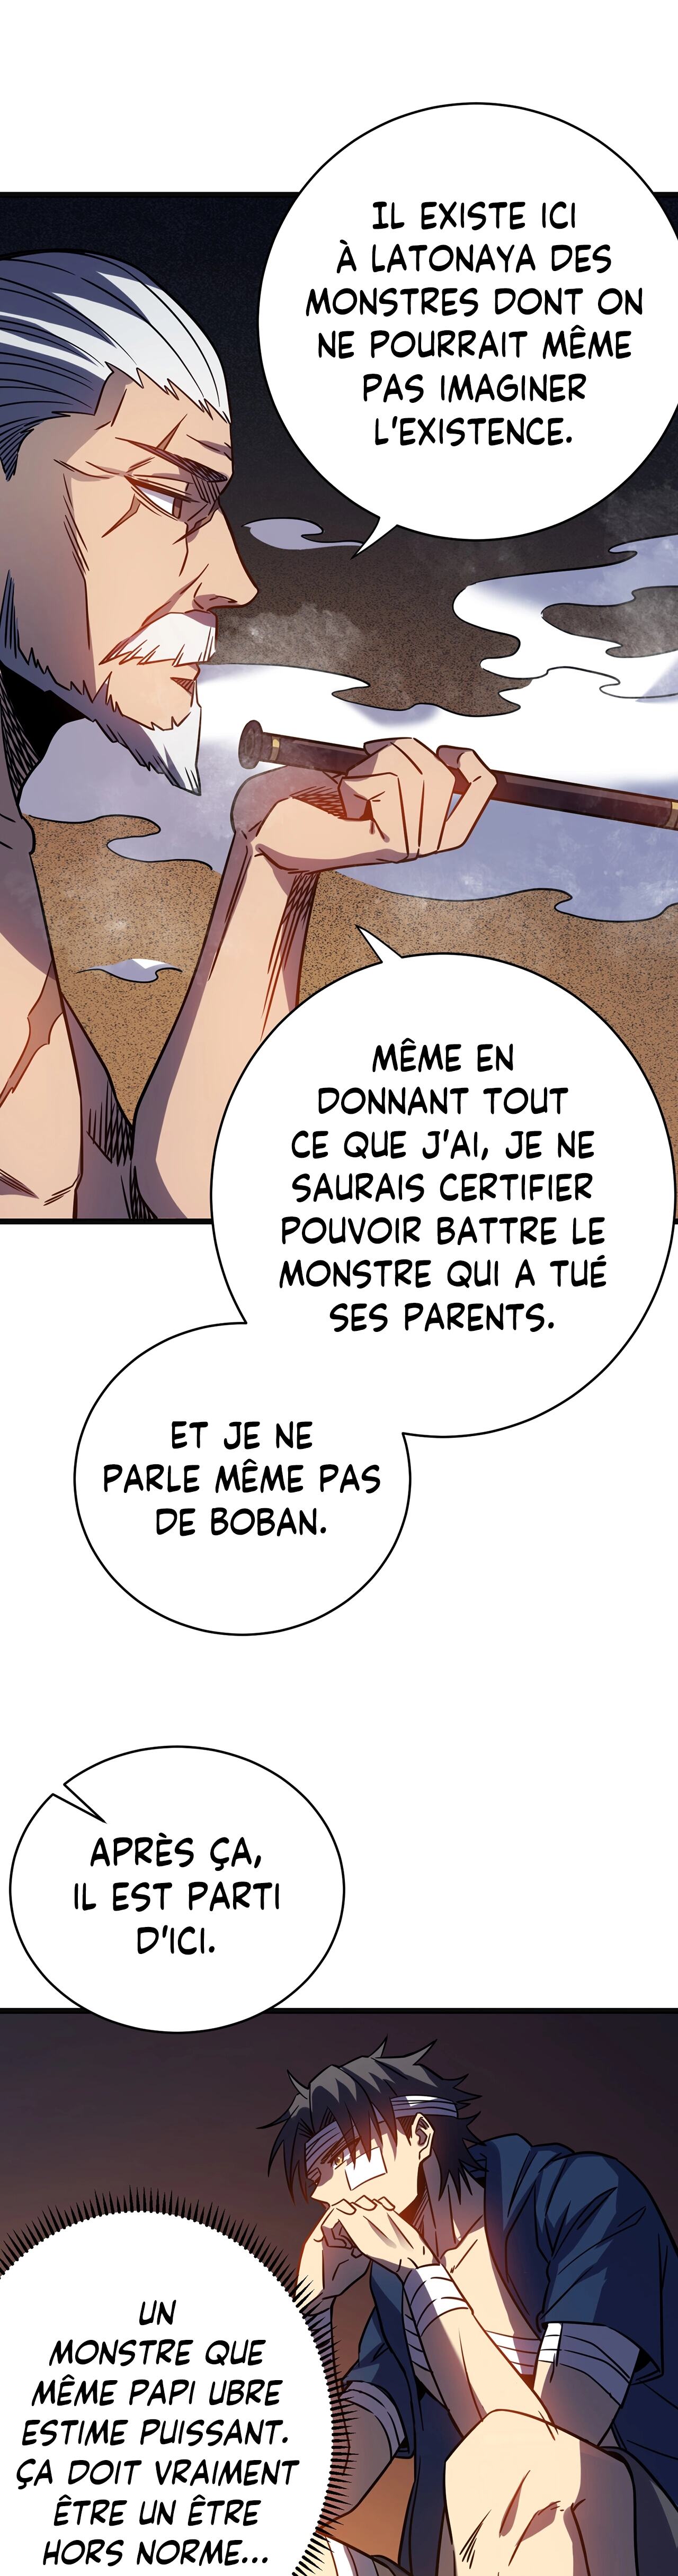 IL EXISTE ICI
À LATONAYA DES
MONSTRES DONT ON
NE POURRAIT MÊME
PAS IMAGINER
L'EXISTENCE.
MÊME EN
DONNANT TOUT
CE QUE J'AI, JE NE
SAURAIS CERTIFIER
POUVOIR BATTRE LE
MONSTRE QUI A TUÉ
SES PARENTS.
ET JE NE
PARLE MÊME PAS
DE BOBAN.
APRÈS ÇA,
IL EST PARTI
D'ICI.
UN
MONSTRE QUE
MÊME PAPI UBRE
ESTIME PUISSANT.
ÇA DOIT VRAIMENT
ÊTRE UN ÊTRE
HORS NORME...